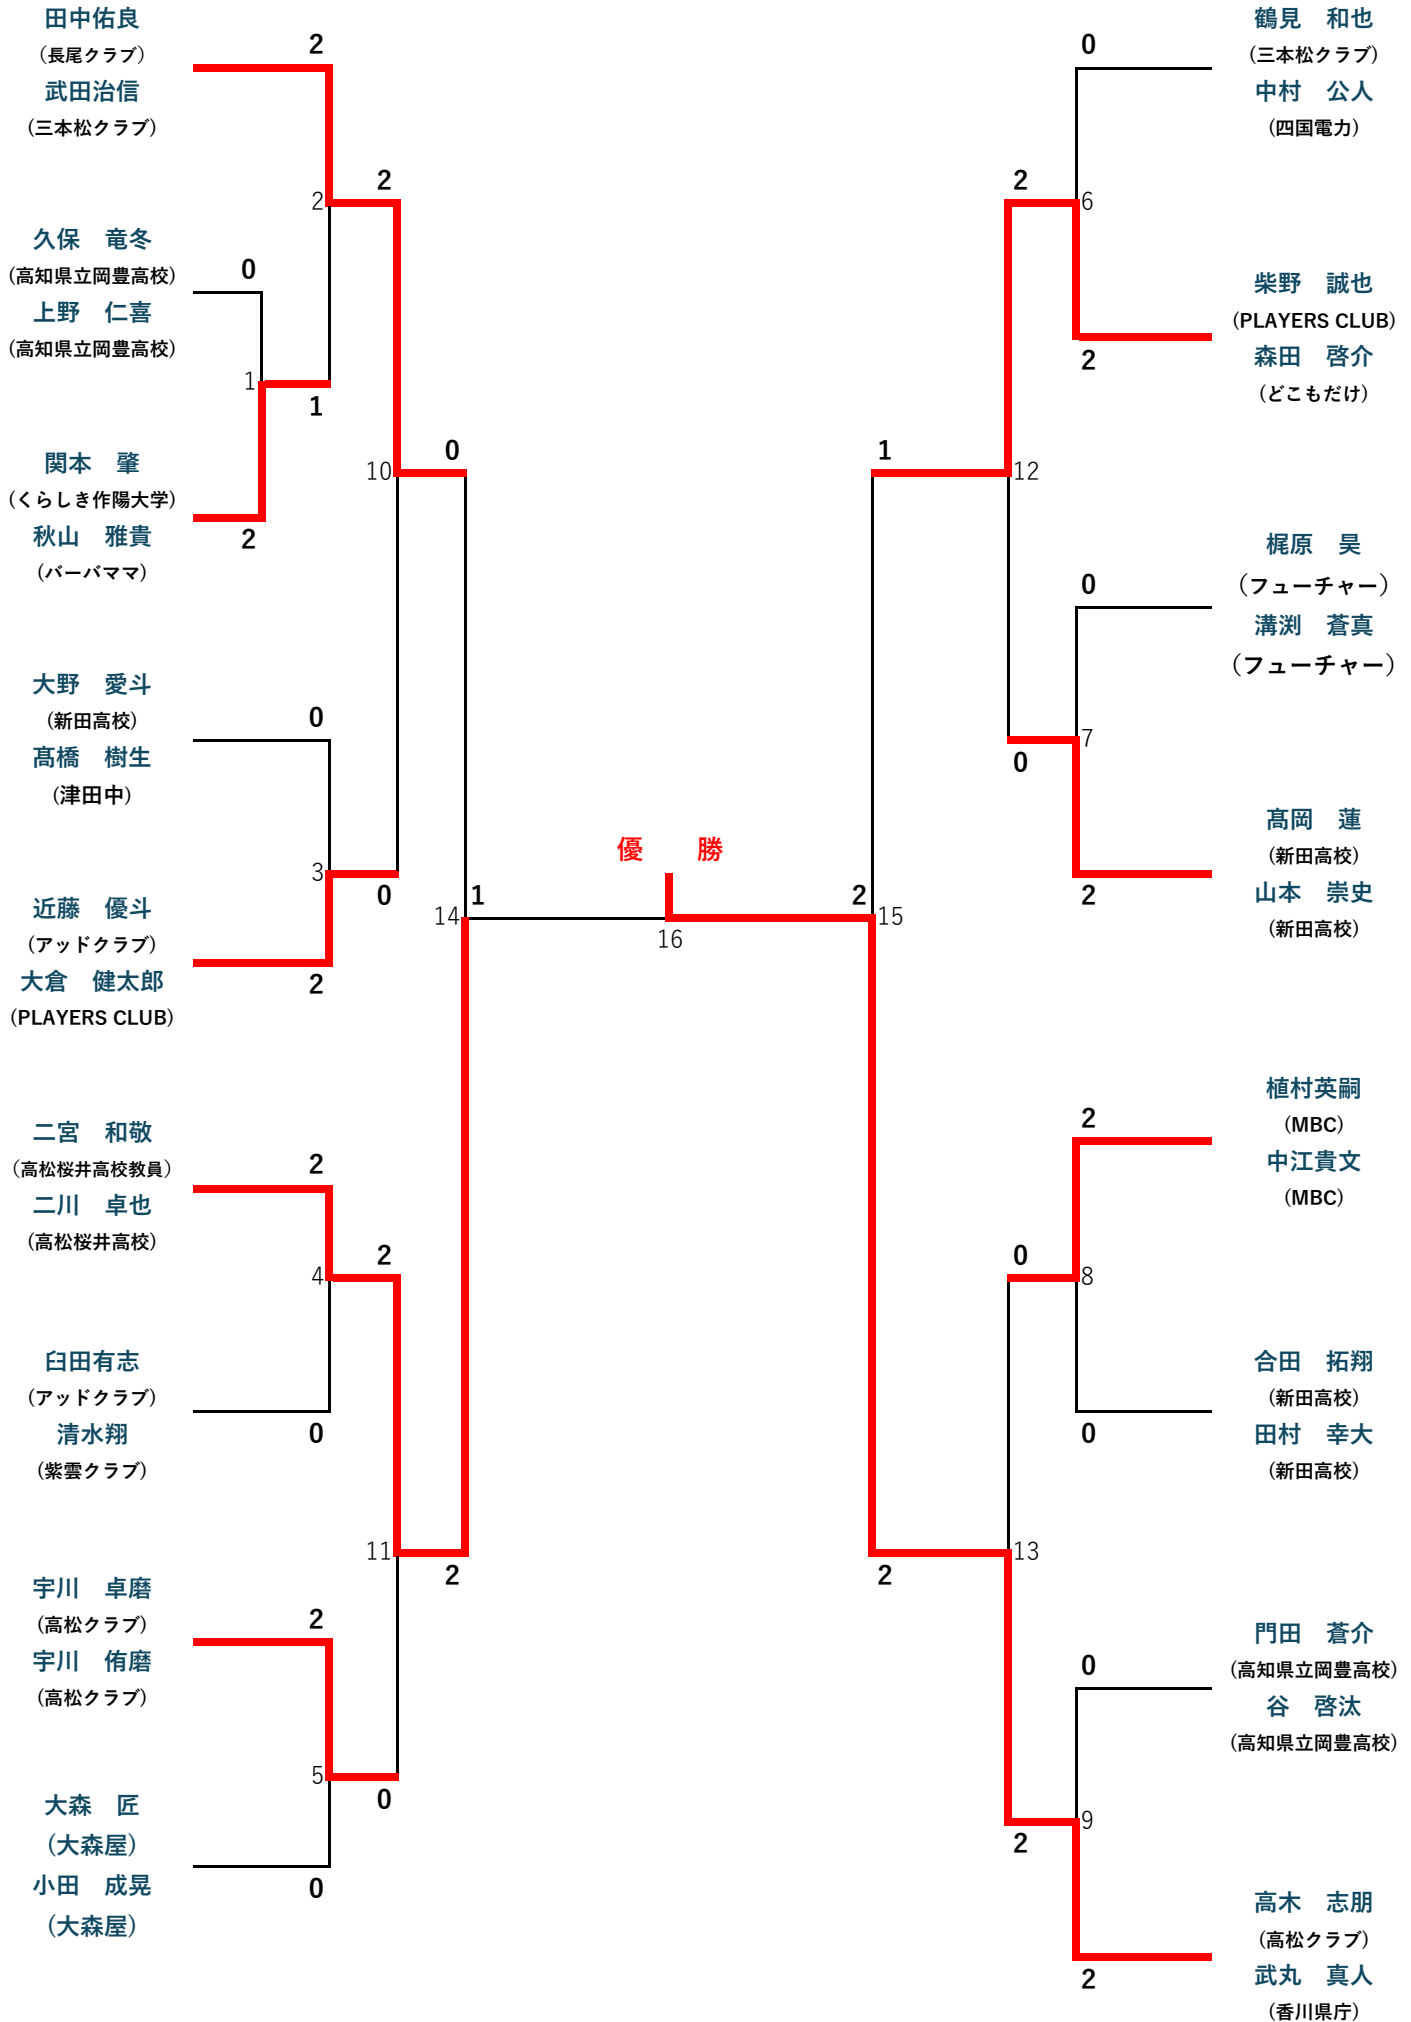 田中佑良
(長尾クラブ)
武田治信
(三本松クラブ)
2
2
2
久保　竜冬
(高知県立岡豊高校)
上野　仁喜
(高知県立岡豊高校)
0
1
1
関本　肇
(くらしき作陽大学)
秋山　雅貴
(バーバママ)
2
10
0
大野　愛斗
(新田高校)
髙橋　樹生
(津田中)
0
3
0
近藤　優斗
(アッドクラブ)
大倉　健太郎
(PLAYERS CLUB)
2
14
1
二宮　和敬
(高松桜井高校教員)
二川　卓也
(高松桜井高校)
2
4
2
臼田有志
(アッドクラブ)
清水翔
(紫雲クラブ)
0
11
2
宇川　卓磨
(高松クラブ)
宇川　侑磨
(高松クラブ)
2
5
0
大森　匠
(大森屋)
小田　成晃
(大森屋)
0
優　勝
16
鶴見　和也
(三本松クラブ)
中村　公人
(四国電力)
0
2
6
柴野　誠也
(PLAYERS CLUB)
森田　啓介
(どこもだけ)
2
1
12
梶原　昊
(フューチャー)
溝渕　蒼真
(フューチャー)
0
7
0
髙岡　蓮
(新田高校)
山本　崇史
(新田高校)
2
2
15
植村英嗣
(MBC)
中江貴文
(MBC)
2
0
8
合田　拓翔
(新田高校)
田村　幸大
(新田高校)
0
13
2
門田　蒼介
(高知県立岡豊高校)
谷　啓汰
(高知県立岡豊高校)
0
9
2
高木　志朋
(高松クラブ)
武丸　真人
(香川県庁)
2